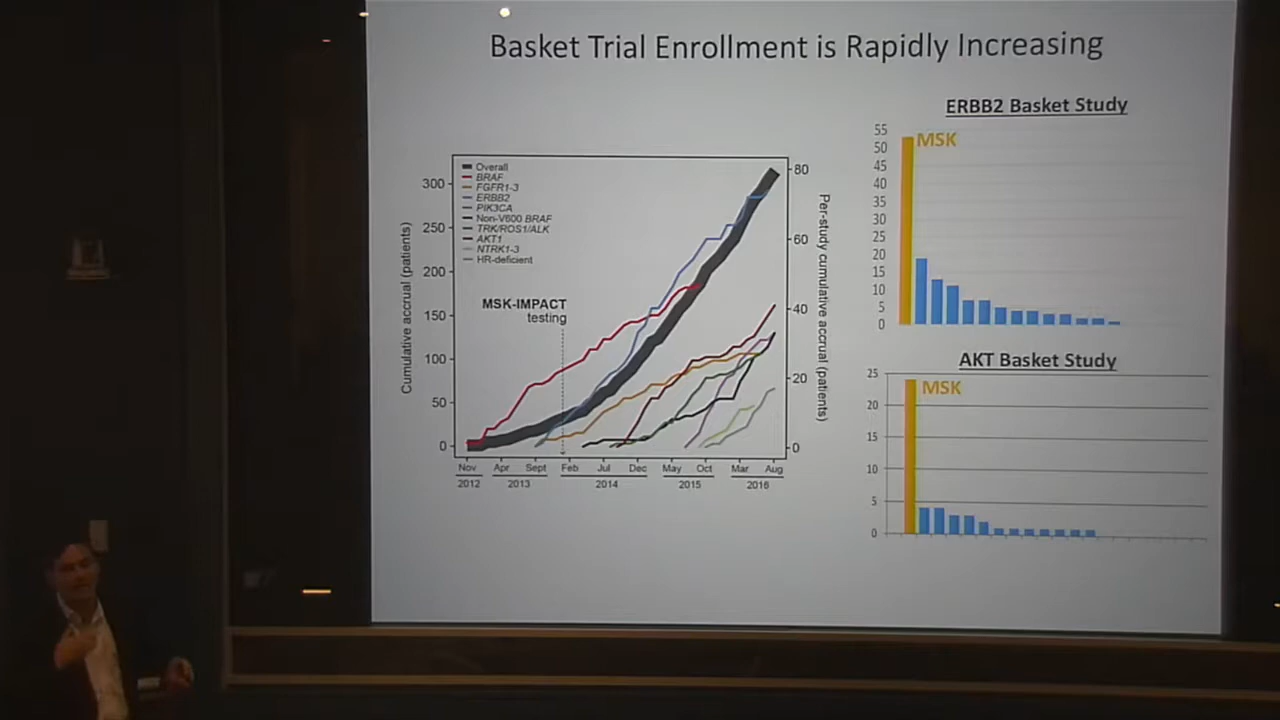 Basket Trial Enrollment is Rapidly Increasing
Cumulative accrual (patients)
300
250
200
150
100
50
0
Overall
BRAF
FGFR1-3
ERBB2
PIK3CA
Non-V600 BRAF
TRK/ROS1/ALK
AKT1
NTRK1-3
HR-deficient
MSK-IMPACT
testing
80
60
40
20
0
Per-study cumulative accrual (patients)
Nov Apr Sept Feb Jul Dec May Oct Mar Aug
2012 2013 2014 2015 2016
ERBB2 Basket Study
55
50
45
40
35
30
25
20
15
10
5
0
MSK
AKT Basket Study
25
20
15
10
5
0
MSK